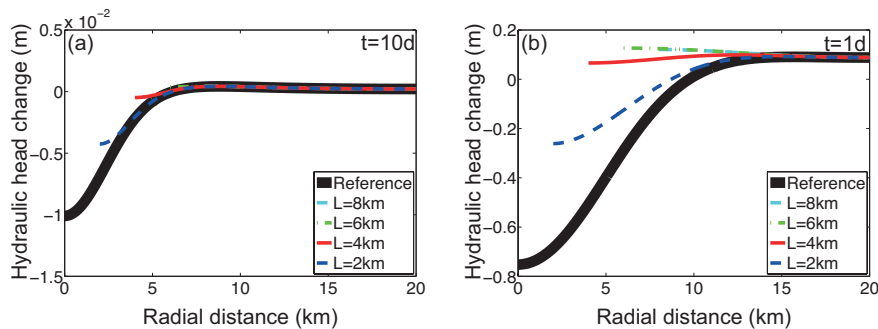 x 10⁻²
(a) t=10d
Hydraulic head change (m)
0.5
0
−0.5
−1
−1.5
0 5 10 15 20
Radial distance (km)
Reference
L=8km
L=6km
L=4km
L=2km
(b) t=1d
Hydraulic head change (m)
0.2
0
−0.2
−0.4
−0.6
−0.8
0 5 10 15 20
Radial distance (km)
Reference
L=8km
L=6km
L=4km
L=2km